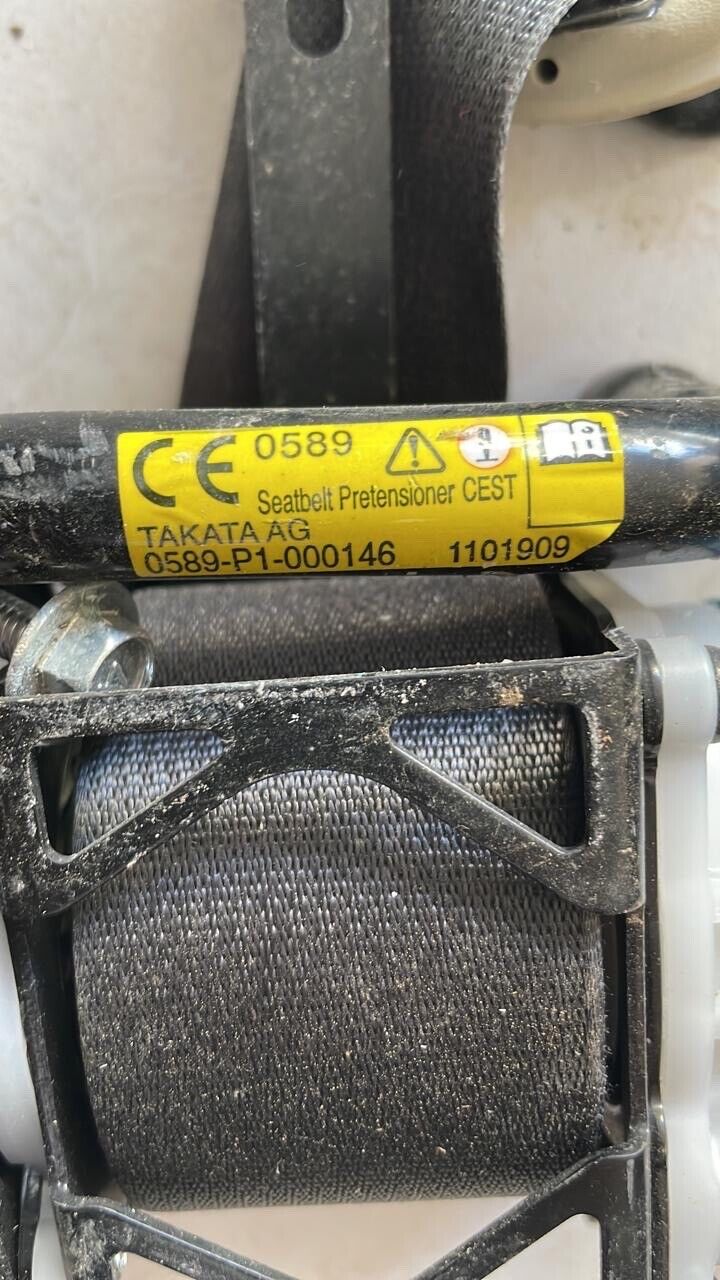 CE 0589
Seatbelt Pretensioner CEST
TAKATA AG
0589-P1-000146 1101909